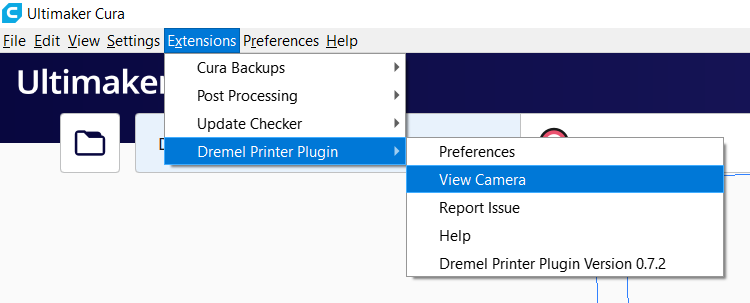 Ultimaker Cura
File Edit View Settings Extensions Preferences Help
Ultimaker
Cura Backups
Post Processing
Update Checker
Dremel Printer Plugin
Preferences
View Camera
Report Issue
Help
Dremel Printer Plugin Version 0.7.2